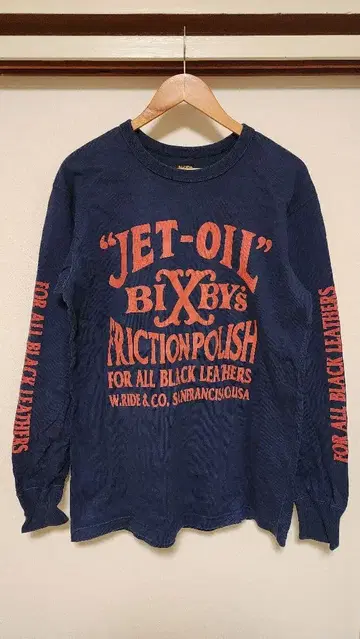 "JET-OIL"
BiXBY's
FRICTION POLISH
FOR ALL BLACK LEATHERS
W.RIDE & CO. SANFRANCISCO.USA
FOR ALL BLACK LEATHERS
FOR ALL BLACK LEATHERS